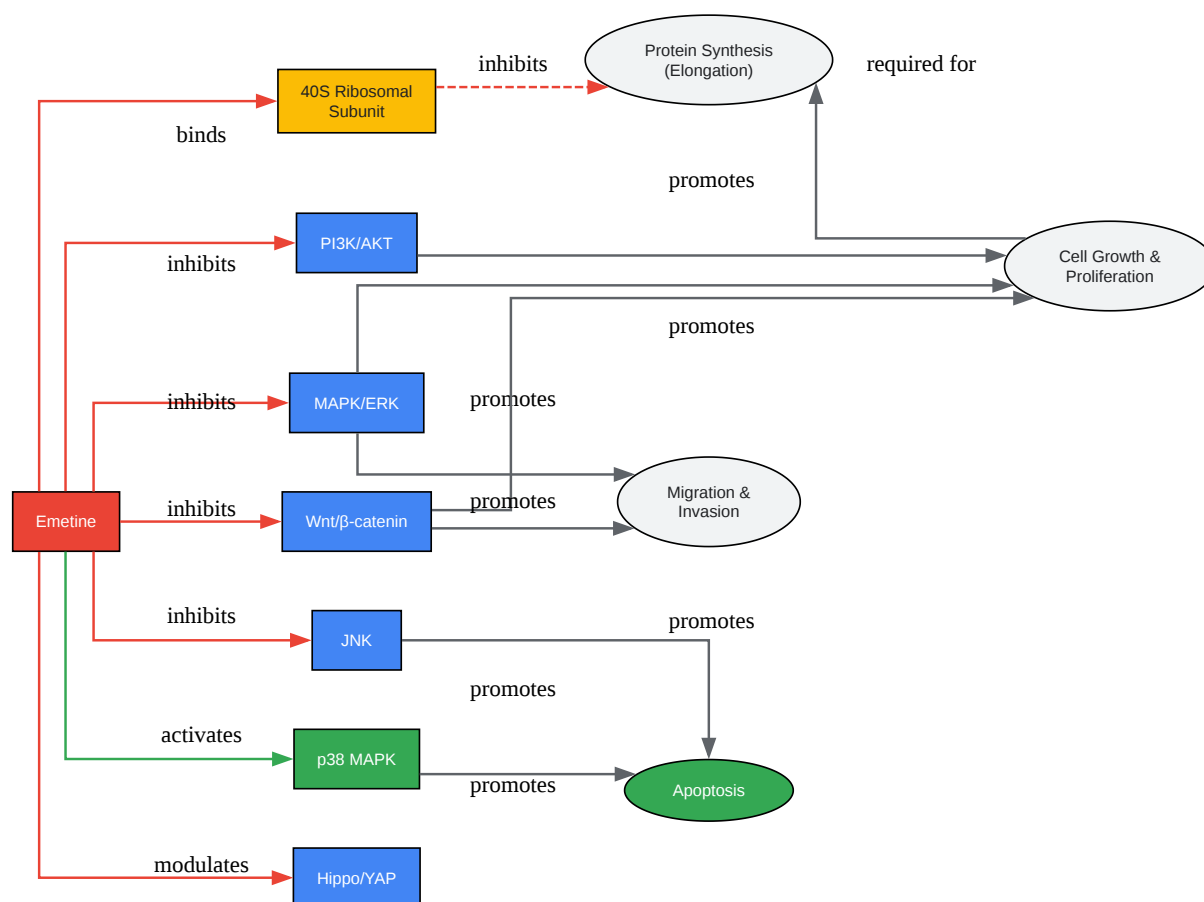 Protein Synthesis
(Elongation)
inhibits
required for
40S Ribosomal
Subunit
binds
promotes
PI3K/AKT
inhibits
Cell Growth &
Proliferation
promotes
MAPK/ERK
inhibits
promotes
Migration &
Invasion
promotes
Emetine
inhibits
Wnt/β-catenin
inhibits
JNK
promotes
promotes
activates
p38 MAPK
promotes
Apoptosis
modulates
Hippo/YAP